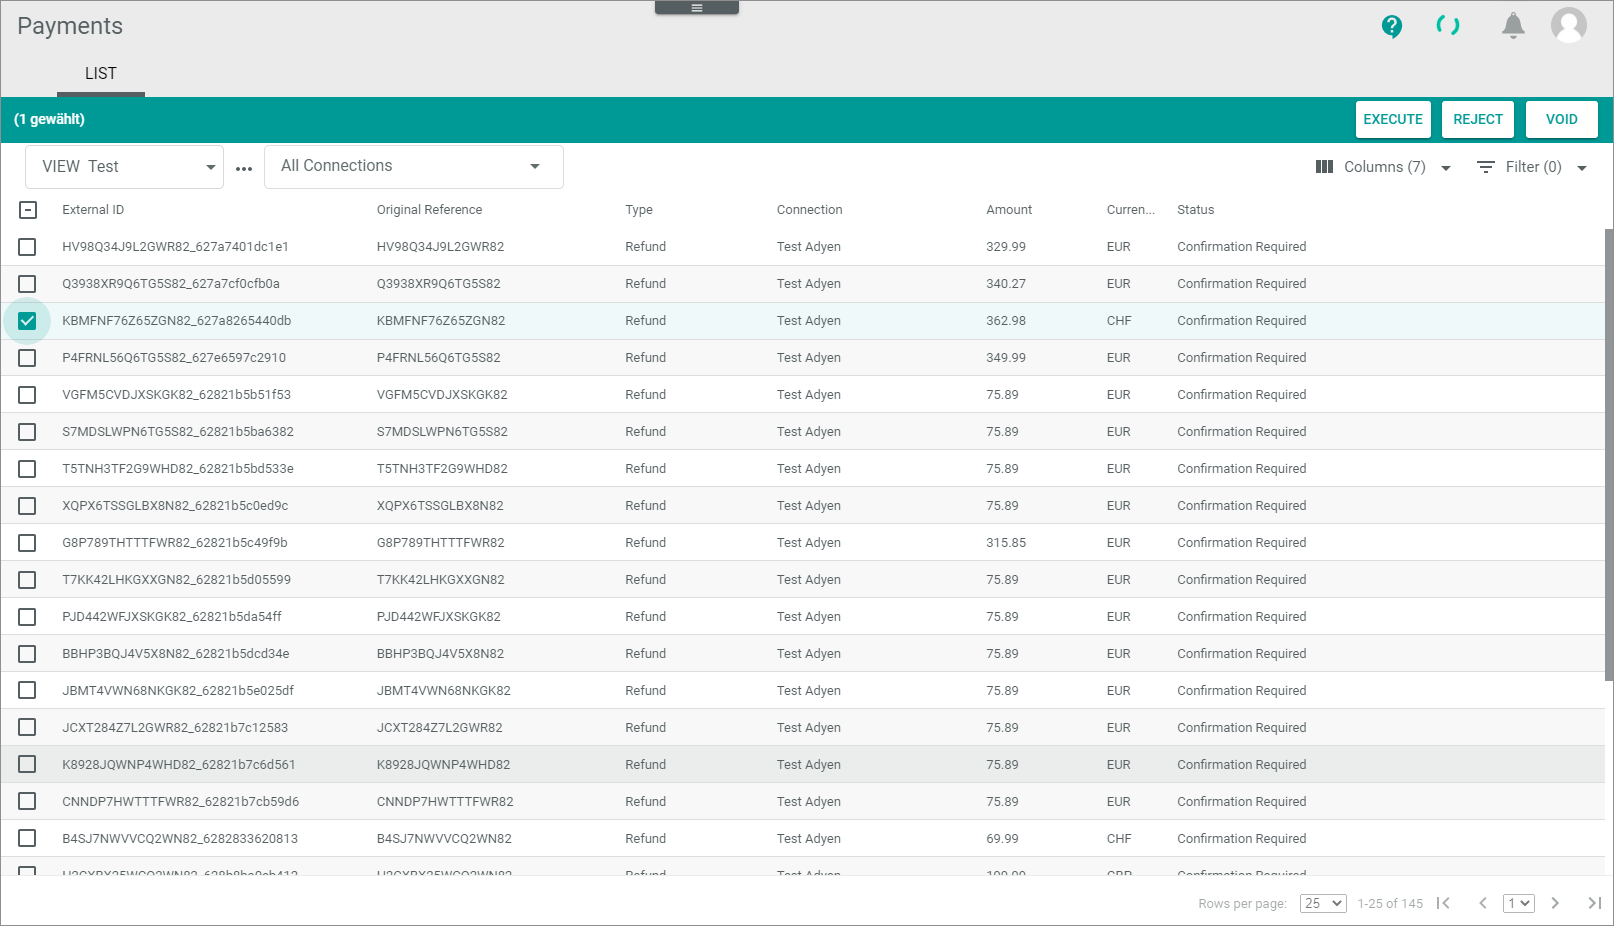 Payments
LIST
(1 gewählt)
EXECUTE REJECT VOID
VIEW Test
All Connections
Columns (7) Filter (0)
External ID Original Reference Type Connection Amount Curren... Status
HV98Q34J9L2GWR82_627a7401dc1e1 HV98Q34J9L2GWR82 Refund Test Adyen 329.99 EUR Confirmation Required
Q3938XR9Q6TG5S82_627a7cf0cfb0a Q3938XR9Q6TG5S82 Refund Test Adyen 340.27 EUR Confirmation Required
KBMFNF76Z65ZGN82_627a8265440db KBMFNF76Z65ZGN82 Refund Test Adyen 362.98 CHF Confirmation Required
P4FRNL56Q6TG5S82_627e6597c2910 P4FRNL56Q6TG5S82 Refund Test Adyen 349.99 EUR Confirmation Required
VGFM5CVDJXSKGK82_62821b5b51f53 VGFM5CVDJXSKGK82 Refund Test Adyen 75.89 EUR Confirmation Required
S7MDSLWPN6TG5S82_62821b5ba6382 S7MDSLWPN6TG5S82 Refund Test Adyen 75.89 EUR Confirmation Required
T5TNH3TF2G9WHD82_62821b5bd533e T5TNH3TF2G9WHD82 Refund Test Adyen 75.89 EUR Confirmation Required
XQPX6TSSGLBX8N82_62821b5c0ed9c XQPX6TSSGLBX8N82 Refund Test Adyen 75.89 EUR Confirmation Required
G8P789THTTTFWR82_62821b5c49f9b G8P789THTTTFWR82 Refund Test Adyen 315.85 EUR Confirmation Required
T7KK42LHKGXXGN82_62821b5d05599 T7KK42LHKGXXGN82 Refund Test Adyen 75.89 EUR Confirmation Required
PJD442WFJXSKGK82_62821b5da54ff PJD442WFJXSKGK82 Refund Test Adyen 75.89 EUR Confirmation Required
BBHP3BQJ4V5X8N82_62821b5dcd34e BBHP3BQJ4V5X8N82 Refund Test Adyen 75.89 EUR Confirmation Required
JBMT4VWN68NKGK82_62821b5e025df JBMT4VWN68NKGK82 Refund Test Adyen 75.89 EUR Confirmation Required
JCXT284Z7L2GWR82_62821b7c12583 JCXT284Z7L2GWR82 Refund Test Adyen 75.89 EUR Confirmation Required
K8928JQWNP4WHD82_62821b7c6d561 K8928JQWNP4WHD82 Refund Test Adyen 75.89 EUR Confirmation Required
CNNDP7HWTTTFWR82_62821b7cb59d6 CNNDP7HWTTTFWR82 Refund Test Adyen 75.89 EUR Confirmation Required
B4SJ7NWVVCQ2WN82_6282833620813 B4SJ7NWVVCQ2WN82 Refund Test Adyen 69.99 CHF Confirmation Required
Refund Test Adyen Confirmation Required
Rows per page: 25 1-25 of 145 1